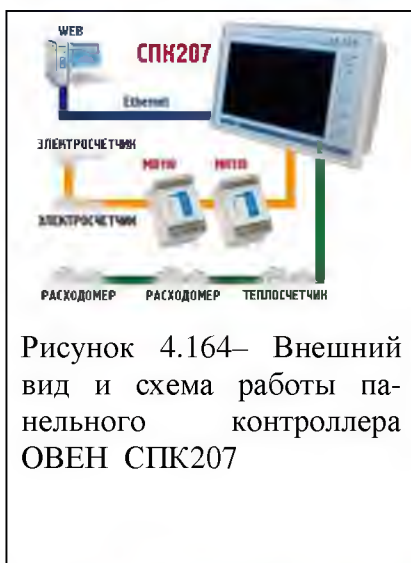 WEB
СПК207
Ethernet
ЭЛЕКТРОСЧЕТЧИК
ЭЛЕКТРОСЧЕТЧИК
РАСХОДОМЕР РАСХОДОМЕР ТЕПЛОСЧЕТЧИК
Рисунок 4.164– Внешний
вид и схема работы па-
нельного контроллера
ОВЕН СПК207